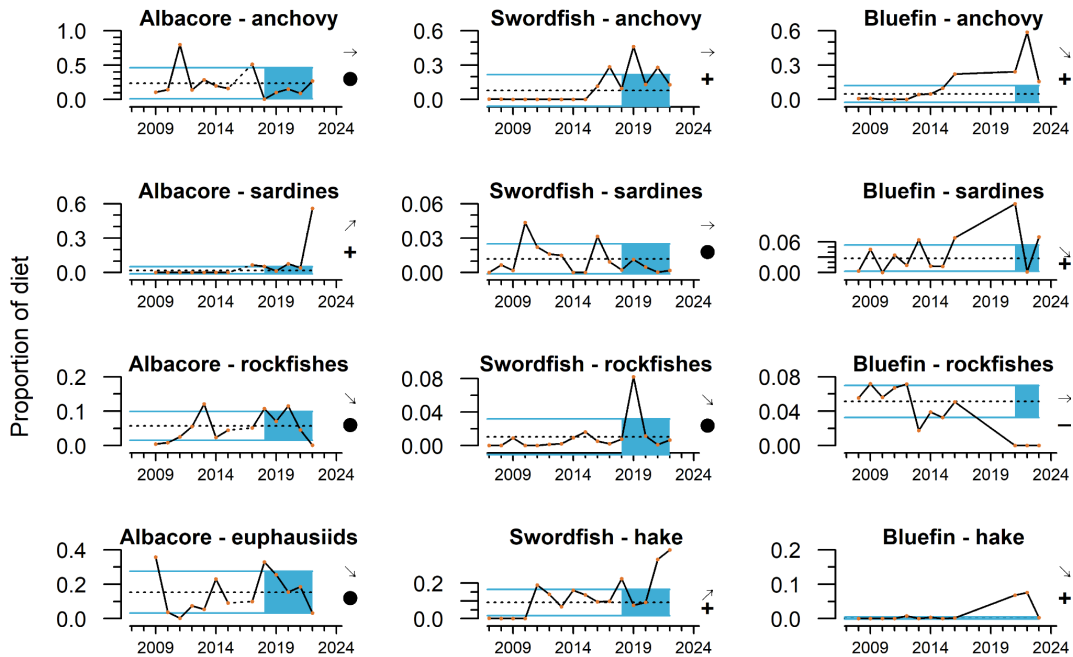 Proportion of diet
Albacore - anchovy
1.0
0.5
0.0
2009 2014 2019 2024
→
●
Swordfish - anchovy
0.6
0.3
0.0
2009 2014 2019 2024
→
+
Bluefin - anchovy
0.6
0.3
0.0
2009 2014 2019 2024
↘
+
Albacore - sardines
0.6
0.3
0.0
2009 2014 2019 2024
↗
+
Swordfish - sardines
0.06
0.03
0.00
2009 2014 2019 2024
→
●
Bluefin - sardines
0.06
0.00
2009 2014 2019 2024
↘
+
Albacore - rockfishes
0.2
0.1
0.0
2009 2014 2019 2024
↘
●
Swordfish - rockfishes
0.08
0.04
0.00
2009 2014 2019 2024
↘
●
Bluefin - rockfishes
0.08
0.04
0.00
2009 2014 2019 2024
→
−
Albacore - euphausiids
0.4
0.2
0.0
2009 2014 2019 2024
↘
●
Swordfish - hake
0.2
0.0
2009 2014 2019 2024
↗
+
Bluefin - hake
0.2
0.1
0.0
2009 2014 2019 2024
↘
+